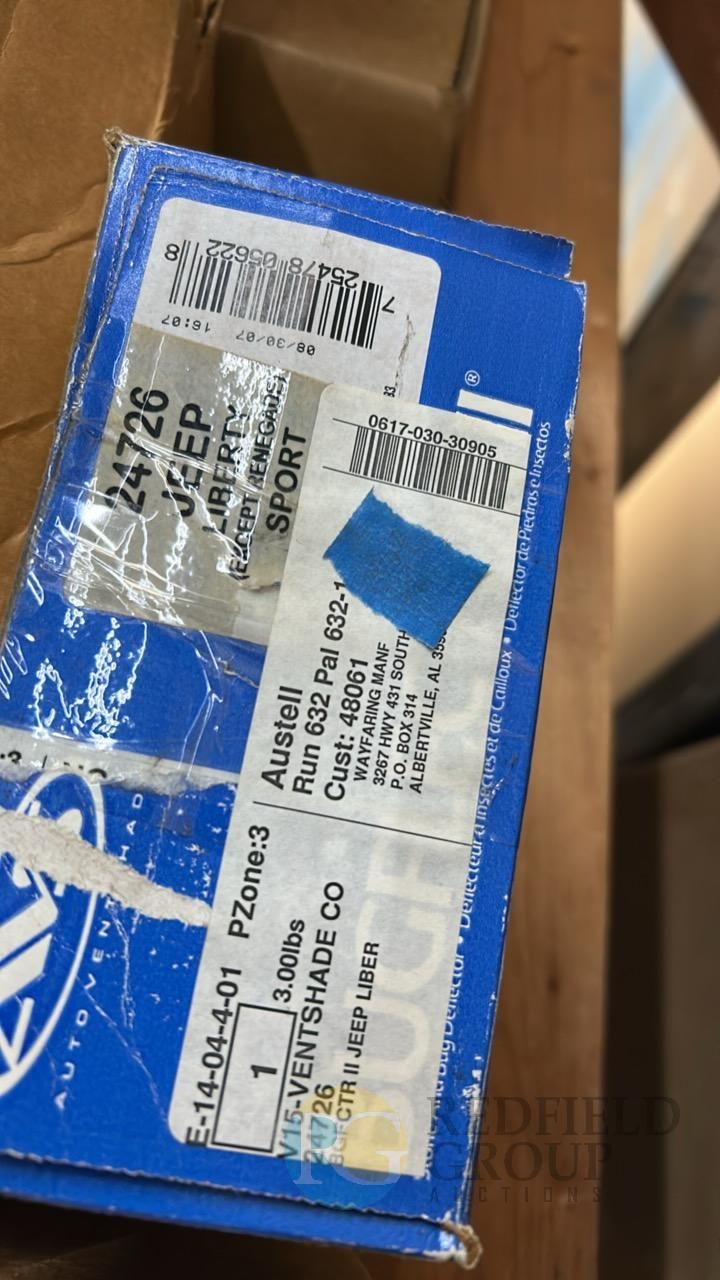 7 25478 05622 8
08/30/07 16:07
24726
JEEP
LIBERTY
(EXCEPT RENEGADE)
SPORT
®
0617-030-30905
Austell
Run 632 Pal 632-1
Cust: 48061
WAYFARING MANF
3267 HWY 431 SOUTH
P.O. BOX 314
ALBERTVILLE, AL
E-14-04-4-01 PZone:3
1 3.00lbs
V15-VENTSHADE CO
24726
BGFCTR II JEEP LIBER
Bug Deflector • Déflecteur d'Insectes et de Cailloux • Deflector de Piedras e Insectos
REDFIELD
GROUP
AUCTIONS